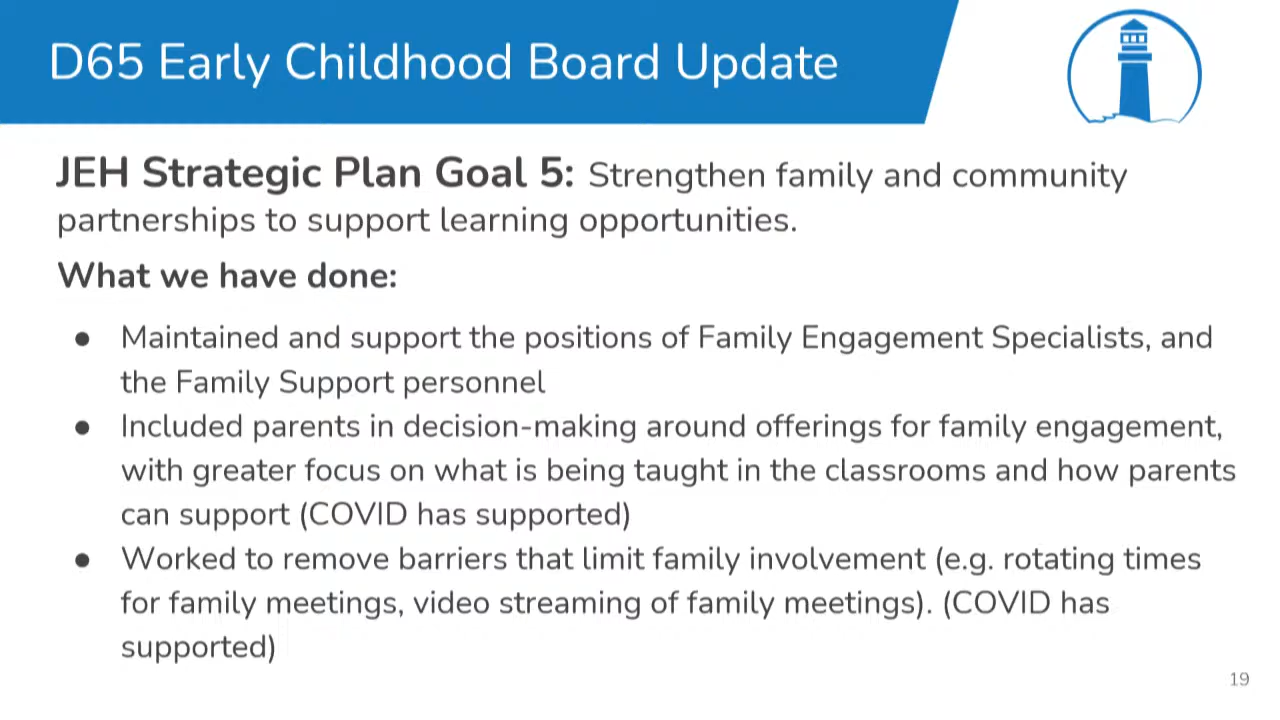 D65 Early Childhood Board Update
JEH Strategic Plan Goal 5: Strengthen family and community
partnerships to support learning opportunities.
What we have done:
● Maintained and support the positions of Family Engagement Specialists, and
the Family Support personnel
● Included parents in decision-making around offerings for family engagement,
with greater focus on what is being taught in the classrooms and how parents
can support (COVID has supported)
● Worked to remove barriers that limit family involvement (e.g. rotating times
for family meetings, video streaming of family meetings). (COVID has
supported)
19